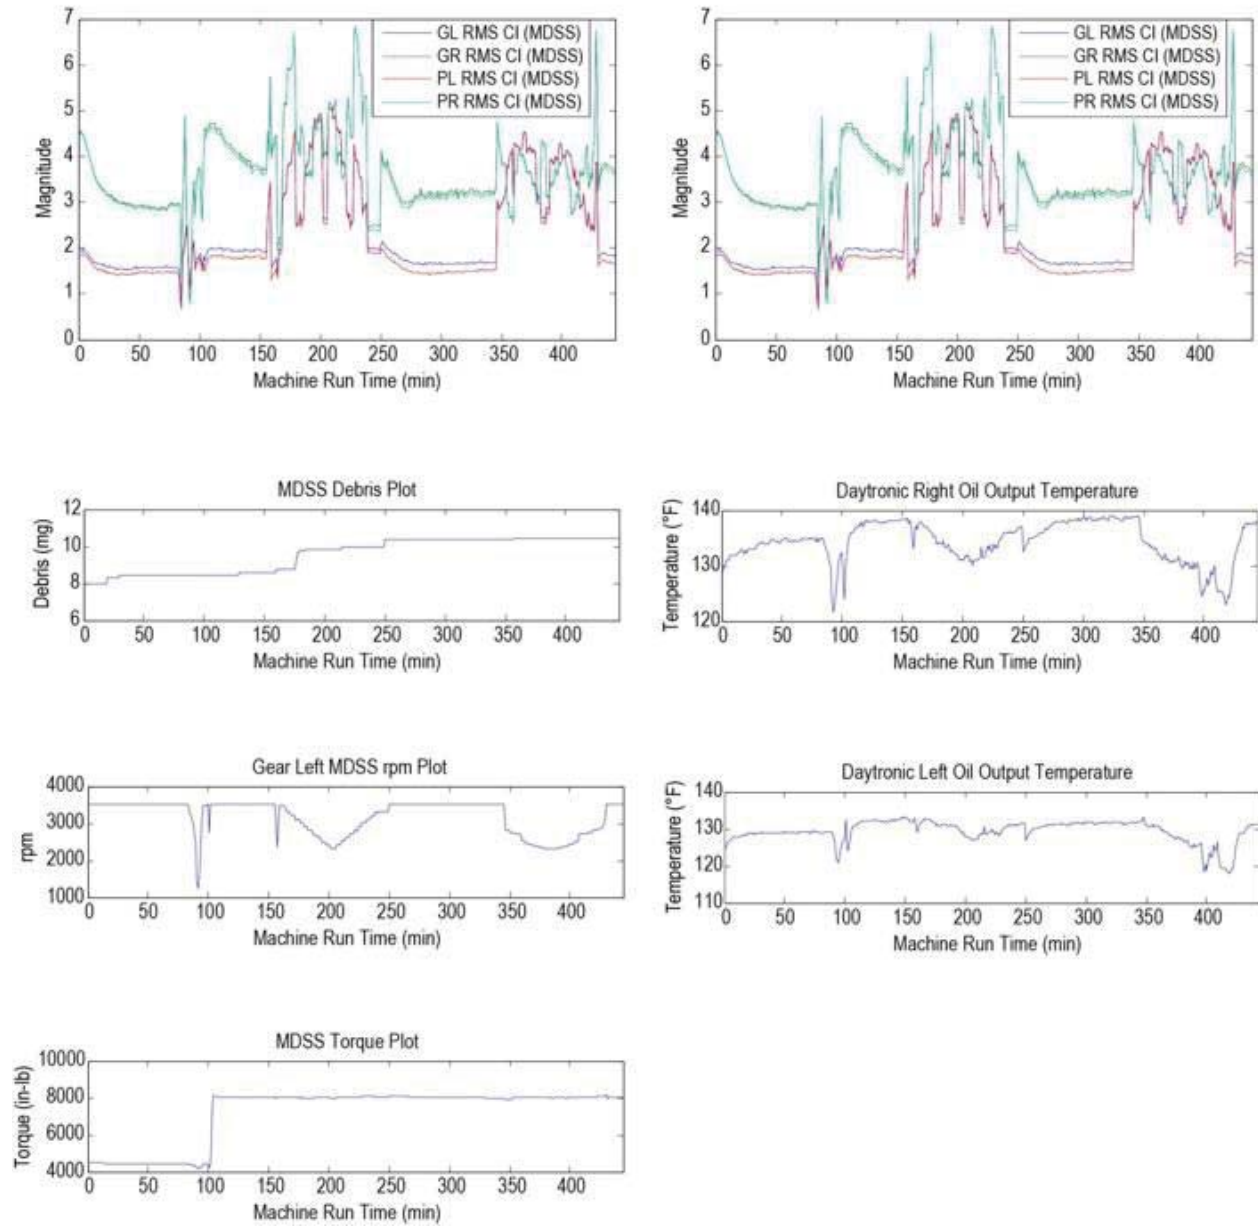 7
6
5
4
3
2
1
0
Magnitude
GL RMS CI (MDSS)
GR RMS CI (MDSS)
PL RMS CI (MDSS)
PR RMS CI (MDSS)
0 50 100 150 200 250 300 350 400
Machine Run Time (min)
7
6
5
4
3
2
1
0
Magnitude
GL RMS CI (MDSS)
GR RMS CI (MDSS)
PL RMS CI (MDSS)
PR RMS CI (MDSS)
0 50 100 150 200 250 300 350 400
Machine Run Time (min)
MDSS Debris Plot
12
10
8
6
Debris (mg)
0 50 100 150 200 250 300 350 400
Machine Run Time (min)
Daytronic Right Oil Output Temperature
140
130
120
Temperature (°F)
0 50 100 150 200 250 300 350 400
Machine Run Time (min)
Gear Left MDSS rpm Plot
4000
3000
2000
1000
rpm
0 50 100 150 200 250 300 350 400
Machine Run Time (min)
Daytronic Left Oil Output Temperature
140
130
120
110
Temperature (°F)
0 50 100 150 200 250 300 350 400
Machine Run Time (min)
MDSS Torque Plot
10000
8000
6000
4000
Torque (in-lb)
0 50 100 150 200 250 300 350 400
Machine Run Time (min)